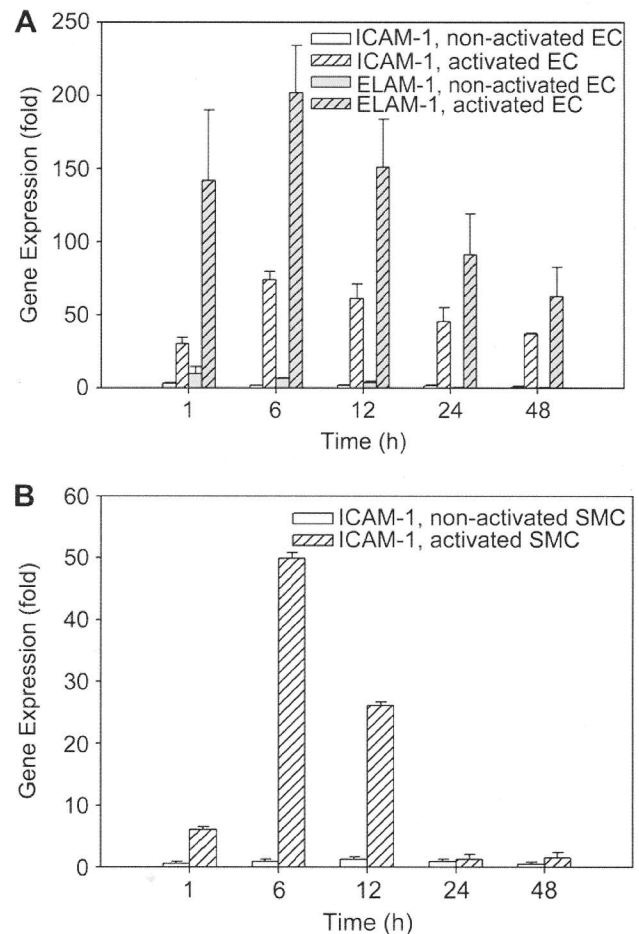 A
ICAM-1, non-activated EC
ICAM-1, activated EC
ELAM-1, non-activated EC
ELAM-1, activated EC
Gene Expression (fold)
250
200
150
100
50
0
1 6 12 24 48
Time (h)
B
ICAM-1, non-activated SMC
ICAM-1, activated SMC
Gene Expression (fold)
60
50
40
30
20
10
0
1 6 12 24 48
Time (h)